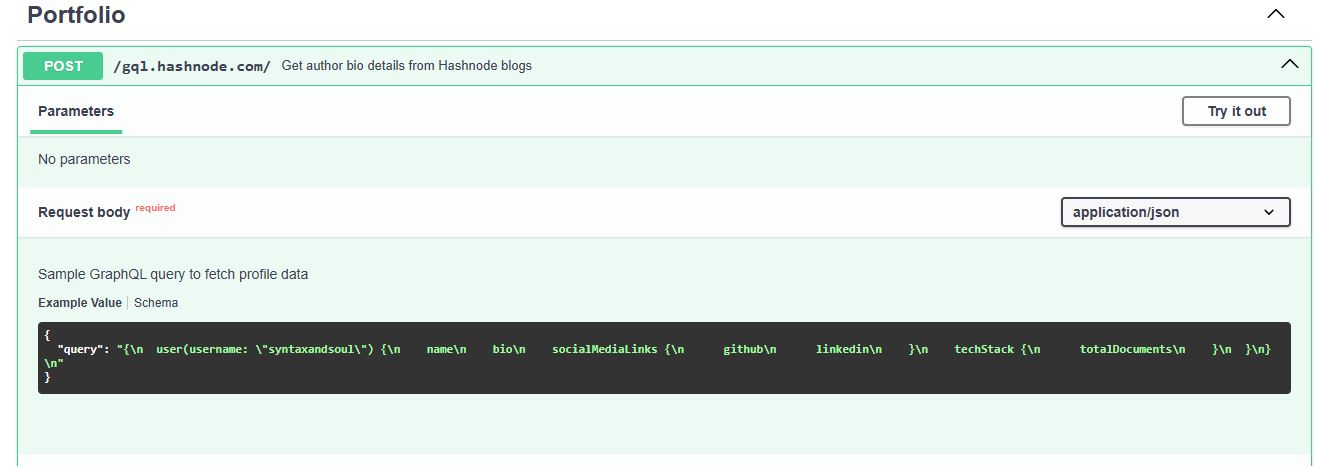 Portfolio
POST /gql.hashnode.com/ Get author bio details from Hashnode blogs
Parameters Try it out
No parameters
Request body required application/json
Sample GraphQL query to fetch profile data
Example Value Schema
{
"query": "{\n user(username: \"syntaxandsoul\") {\n name\n bio\n socialMediaLinks {\n github\n linkedin\n }\n techStack {\n totalDocuments\n }\n }\n}
\n"
}